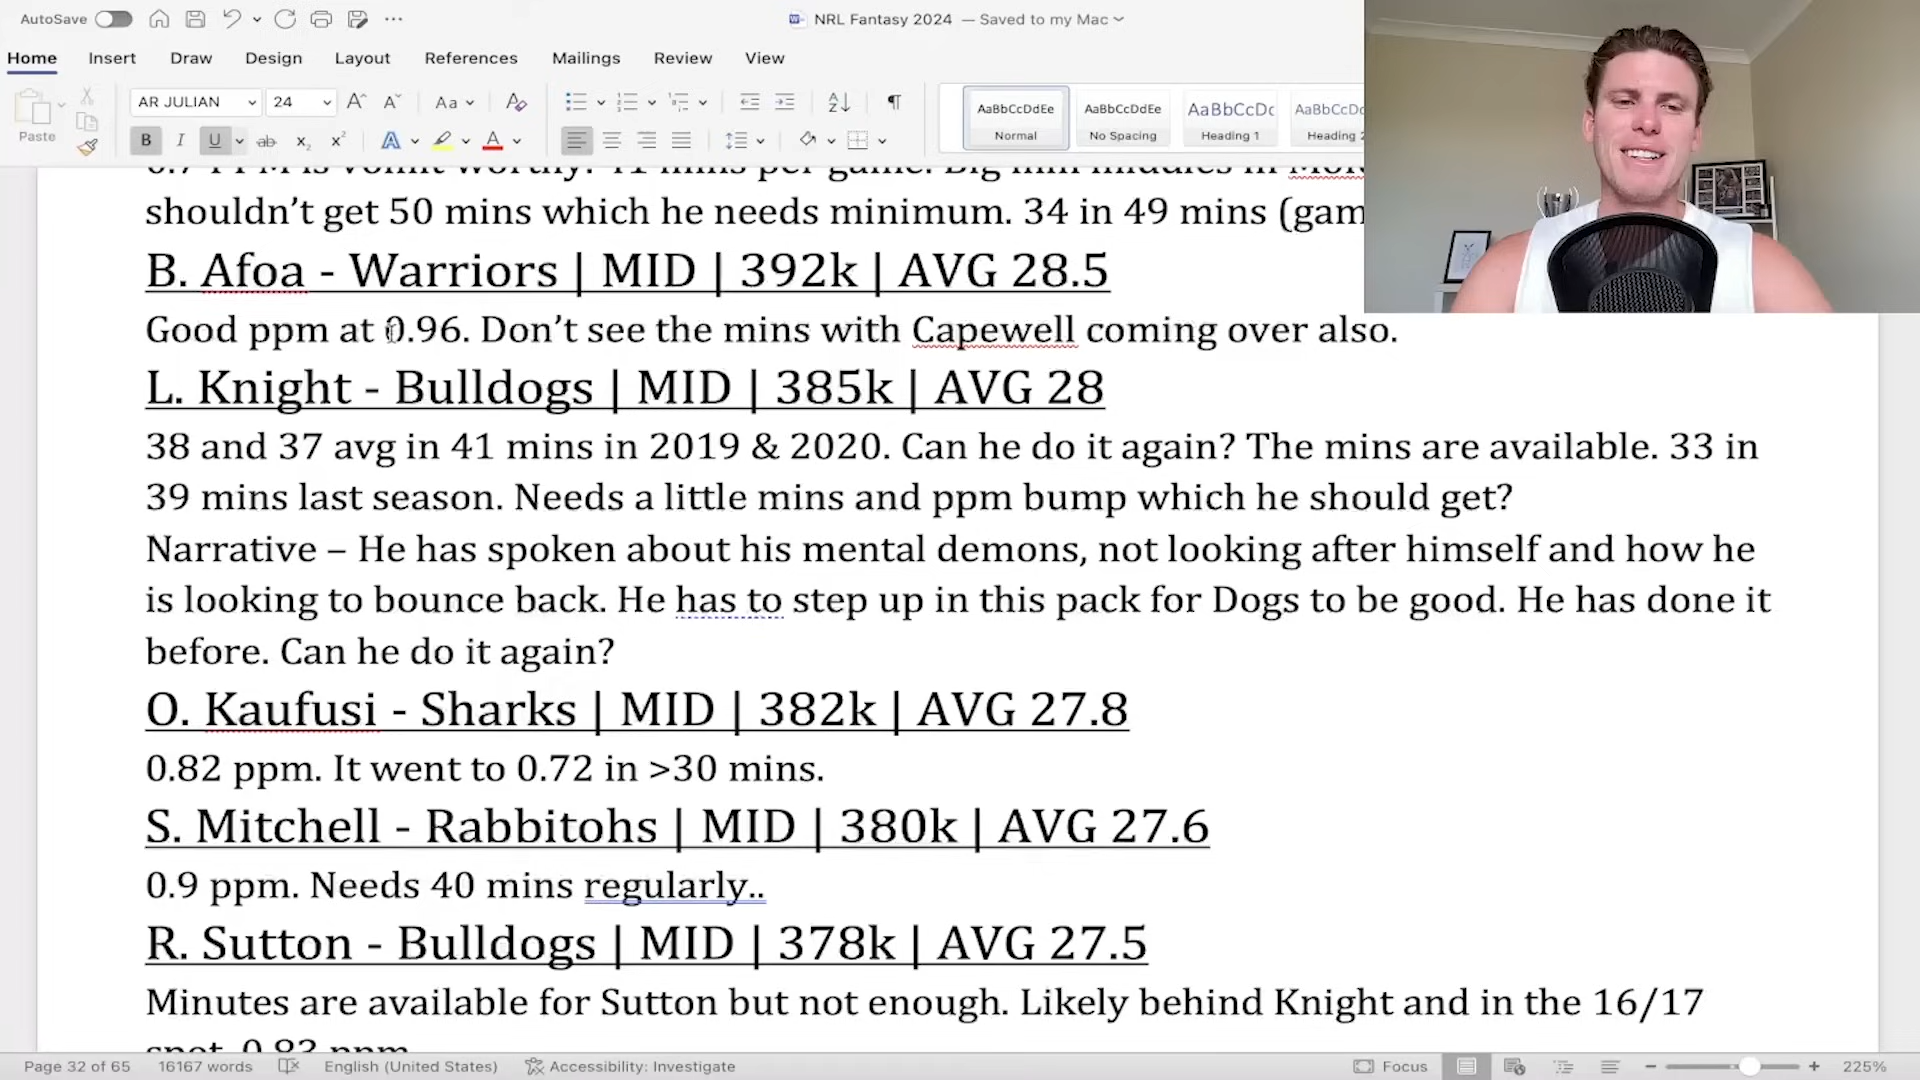 AutoSave
NRL Fantasy 2024 — Saved to my Mac
Home Insert Draw Design Layout References Mailings Review View
Paste
AR JULIAN 24
AaBbCcDdEe AaBbCcDdEe AaBbCcDc AaBbCcDd
Normal No Spacing Heading 1 Heading 2
shouldn’t get 50 mins which he needs minimum. 34 in 49 mins (gam
B. Afoa - Warriors | MID | 392k | AVG 28.5
Good ppm at 0.96. Don’t see the mins with Capewell coming over also.
L. Knight - Bulldogs | MID | 385k | AVG 28
38 and 37 avg in 41 mins in 2019 & 2020. Can he do it again? The mins are available. 33 in
39 mins last season. Needs a little mins and ppm bump which he should get?
Narrative – He has spoken about his mental demons, not looking after himself and how he
is looking to bounce back. He has to step up in this pack for Dogs to be good. He has done it
before. Can he do it again?
O. Kaufusi - Sharks | MID | 382k | AVG 27.8
0.82 ppm. It went to 0.72 in >30 mins.
S. Mitchell - Rabbitohs | MID | 380k | AVG 27.6
0.9 ppm. Needs 40 mins regularly..
R. Sutton - Bulldogs | MID | 378k | AVG 27.5
Minutes are available for Sutton but not enough. Likely behind Knight and in the 16/17
spot. 0.83 ppm
Page 32 of 65 16167 words English (United States) Accessibility: Investigate Focus 225%